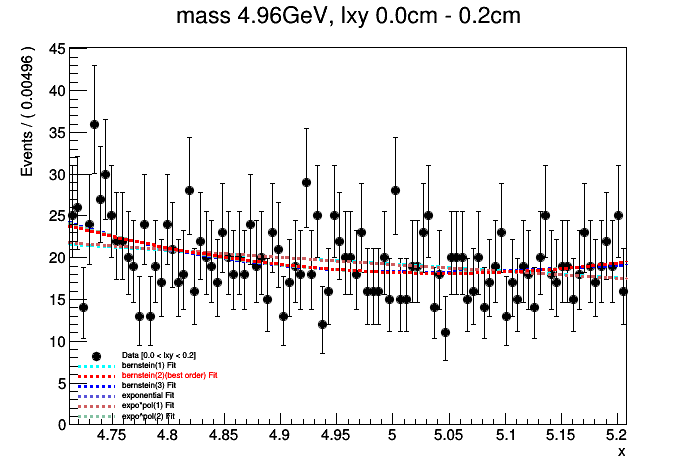 mass 4.96GeV, lxy 0.0cm - 0.2cm
Events / ( 0.00496 )
45
40
35
30
25
20
15
10
5
0
Data [0.0 < lxy < 0.2]
bernstein(1) Fit
bernstein(2)(best order) Fit
bernstein(3) Fit
exponential Fit
expo*pol(1) Fit
expo*pol(2) Fit
4.75 4.8 4.85 4.9 4.95 5 5.05 5.1 5.15 5.2
x